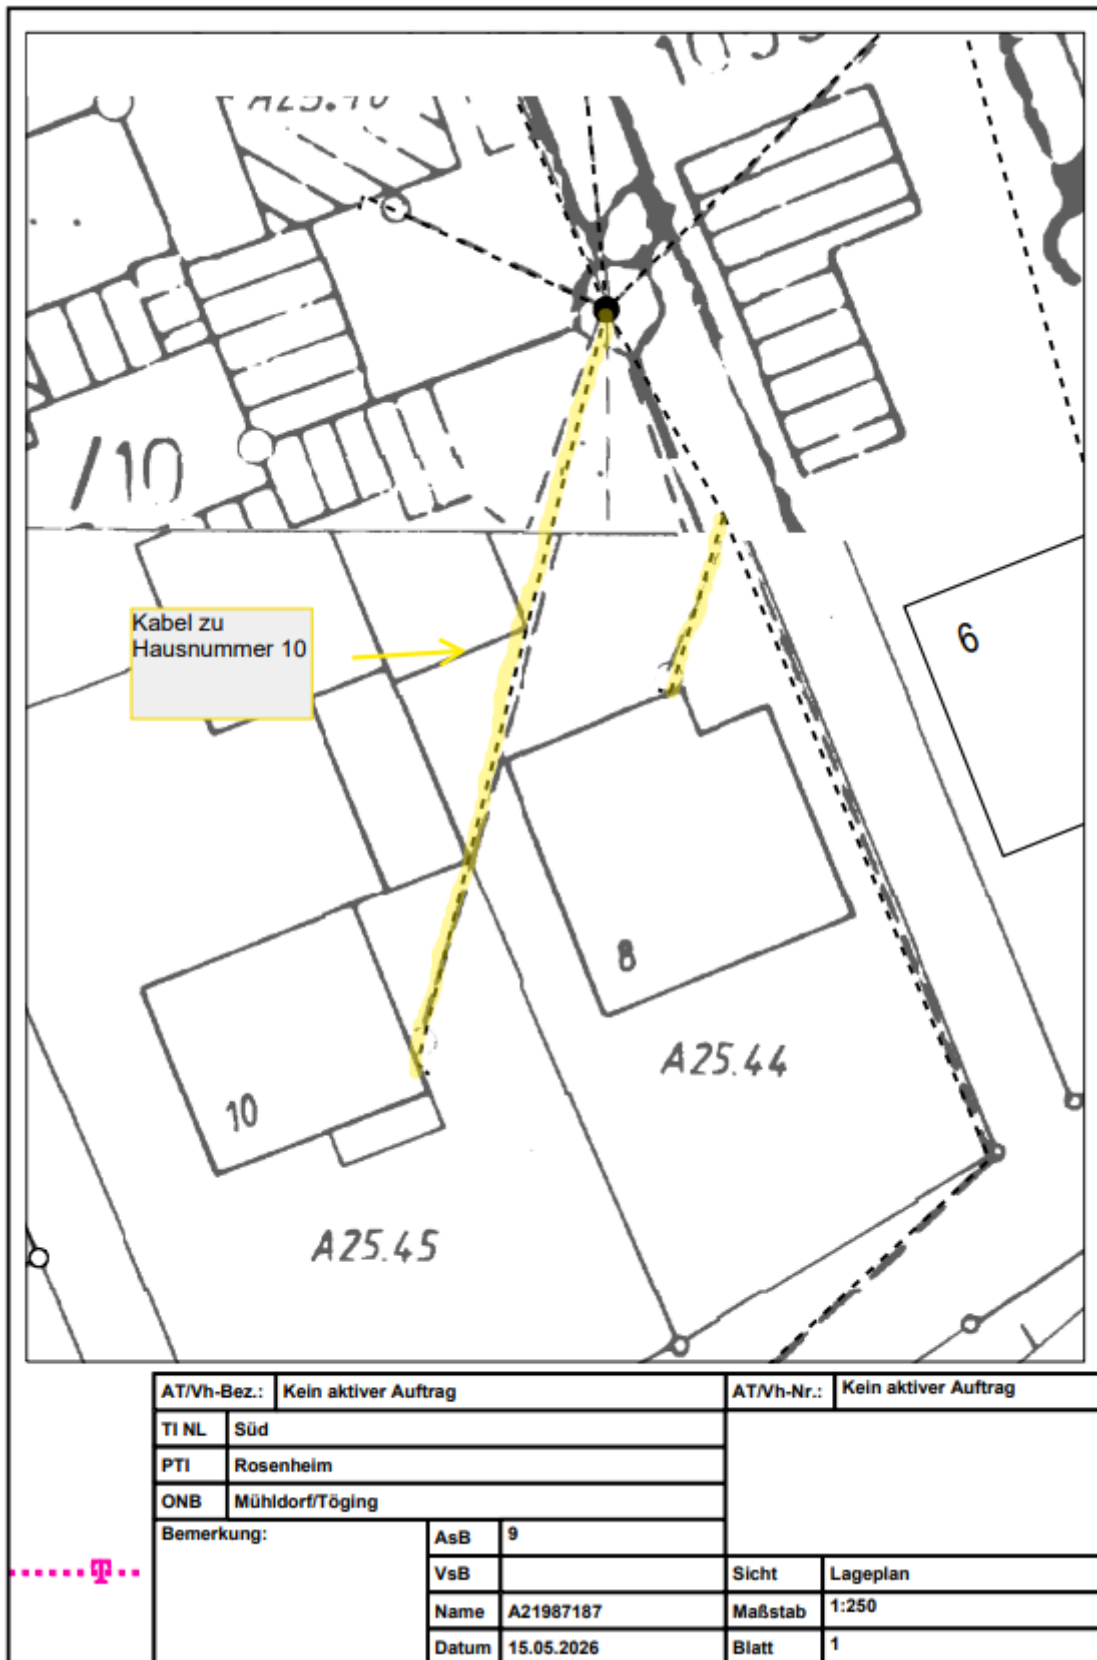 /10
Kabel zu
Hausnummer 10
6
8
A25.44
10
A25.45
AT/Vh-Bez.: Kein aktiver Auftrag AT/Vh-Nr.: Kein aktiver Auftrag
TI NL Süd
PTI Rosenheim
ONB Mühldorf/Töging
Bemerkung: AsB 9
T
VsB Sicht Lageplan
Name A21987187 Maßstab 1:250
Datum 15.05.2026 Blatt 1